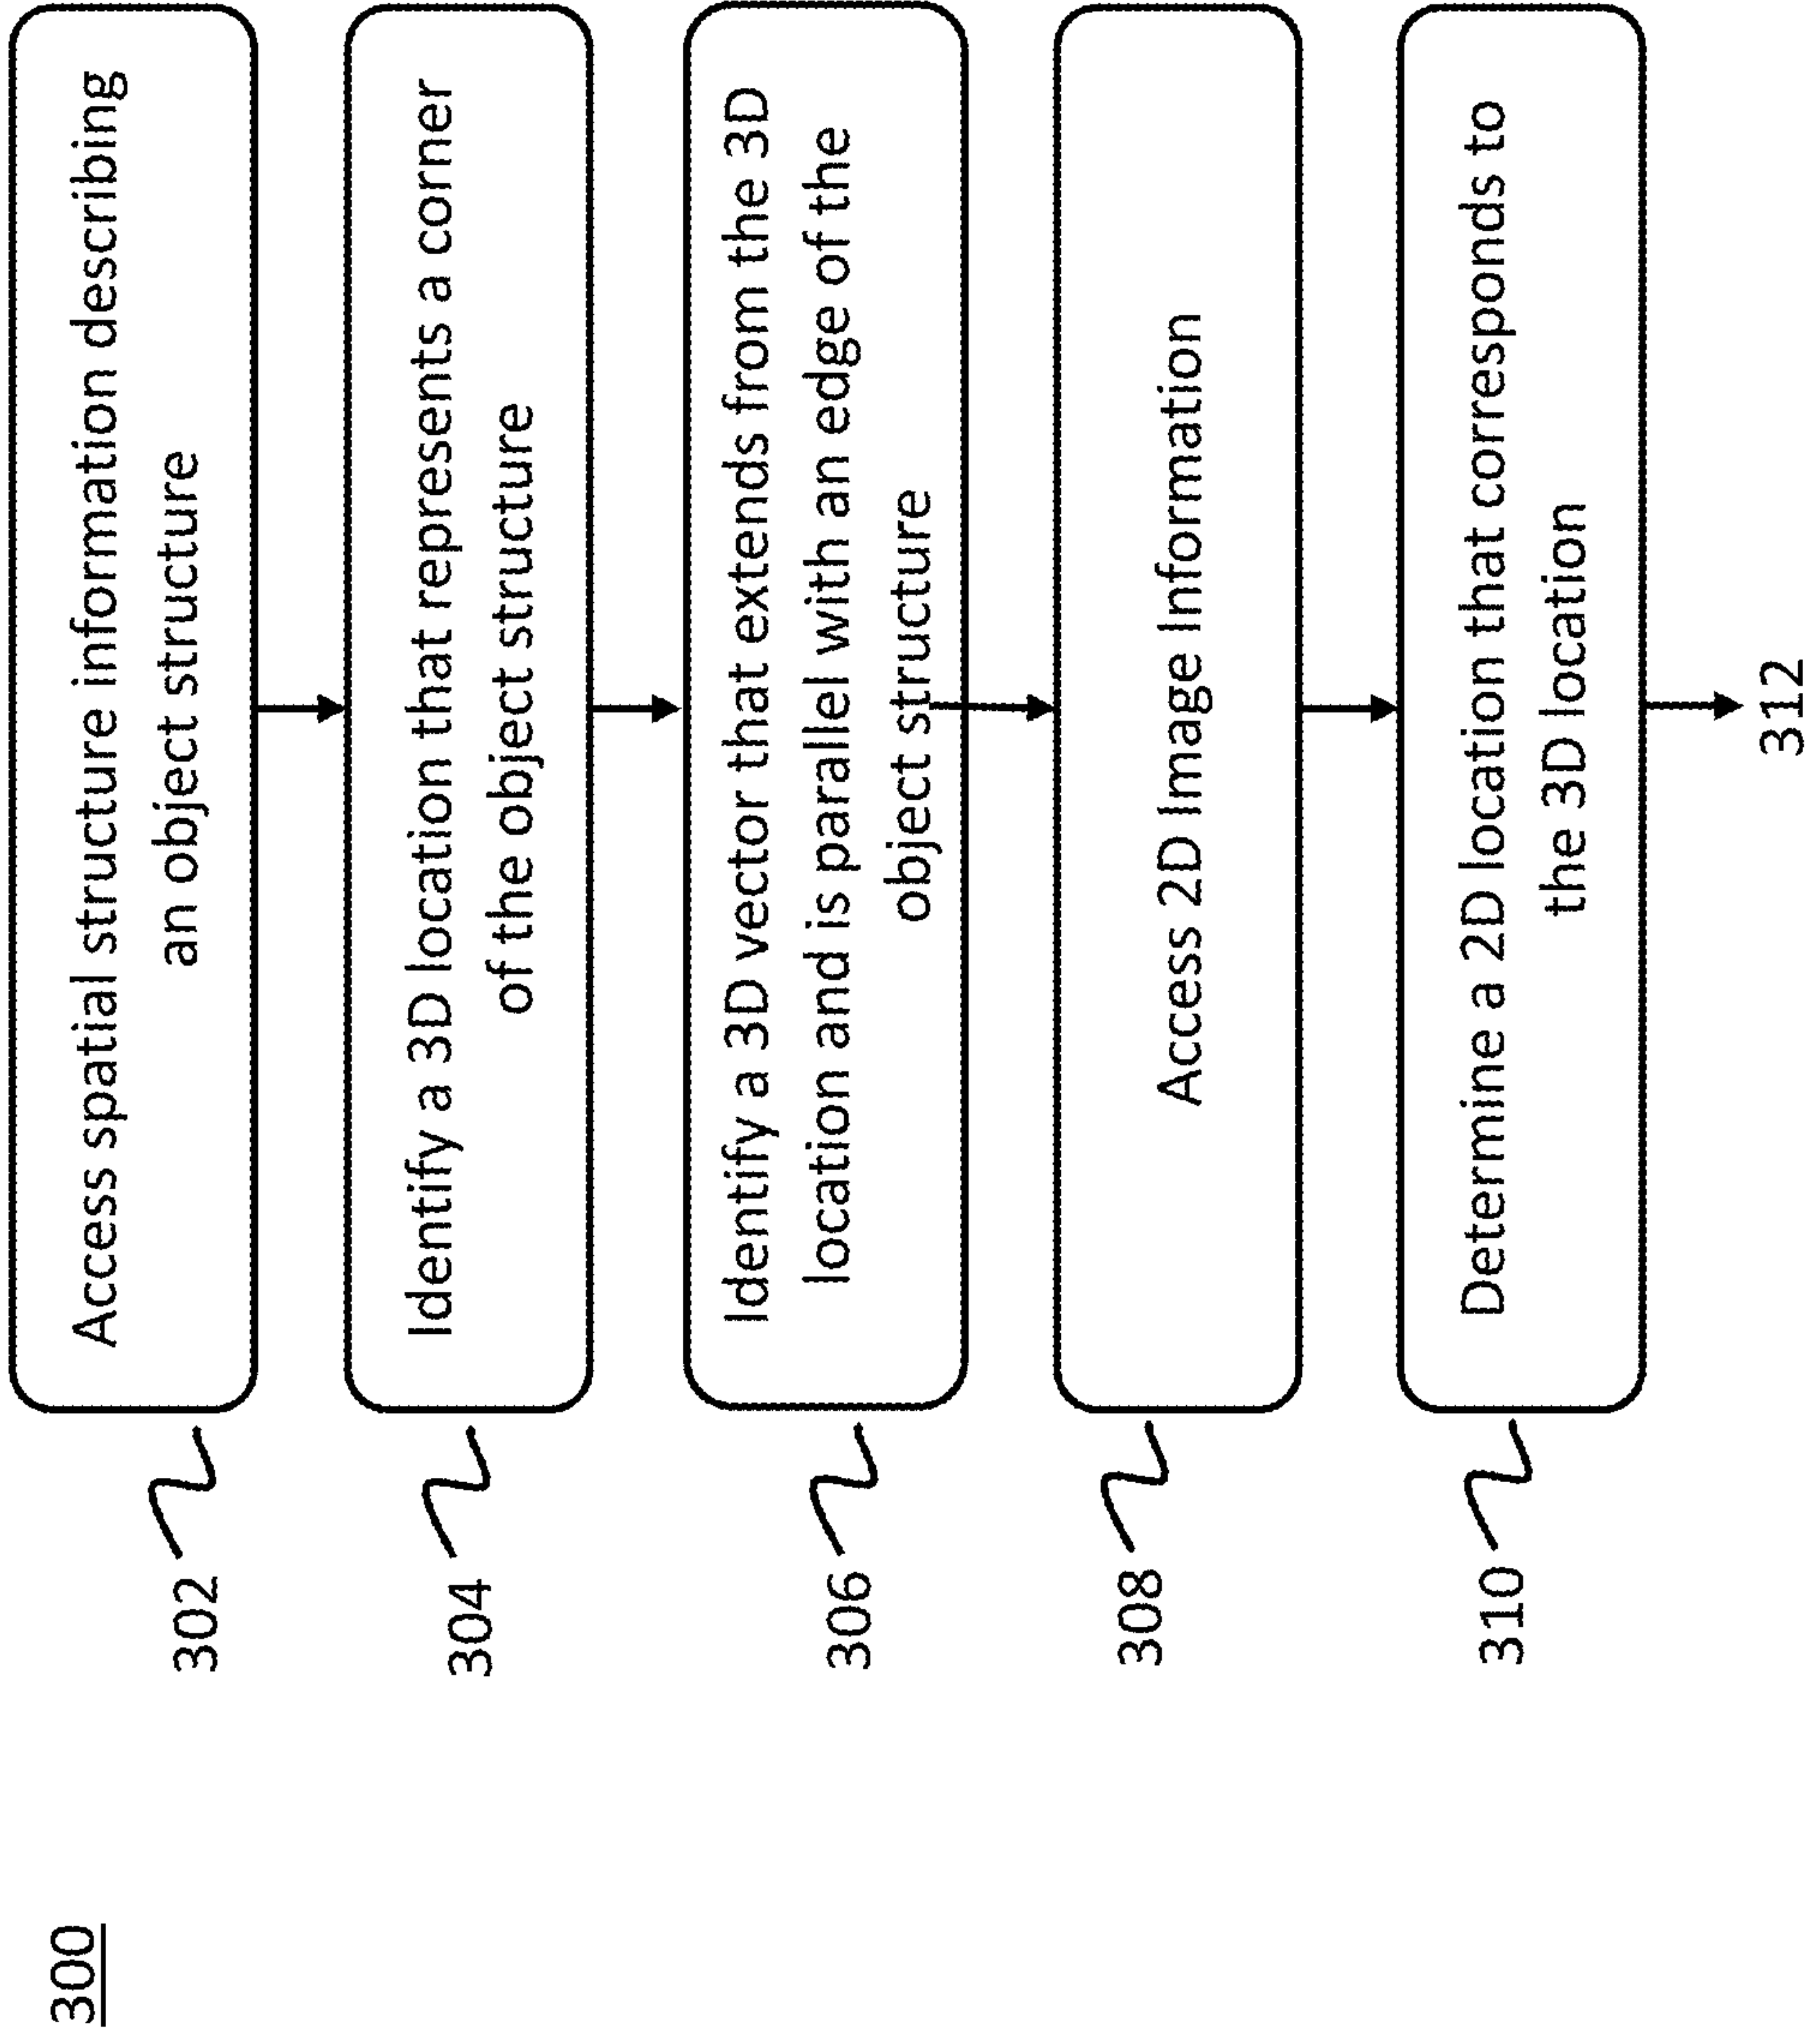 300
302
Access spatial structure information describing
an object structure
304
Identify a 3D location that represents a corner
of the object structure
306
Identify a 3D vector that extends from the 3D
location and is parallel with an edge of the
object structure
308
Access 2D Image Information
310
Determine a 2D location that corresponds to
the 3D location
312